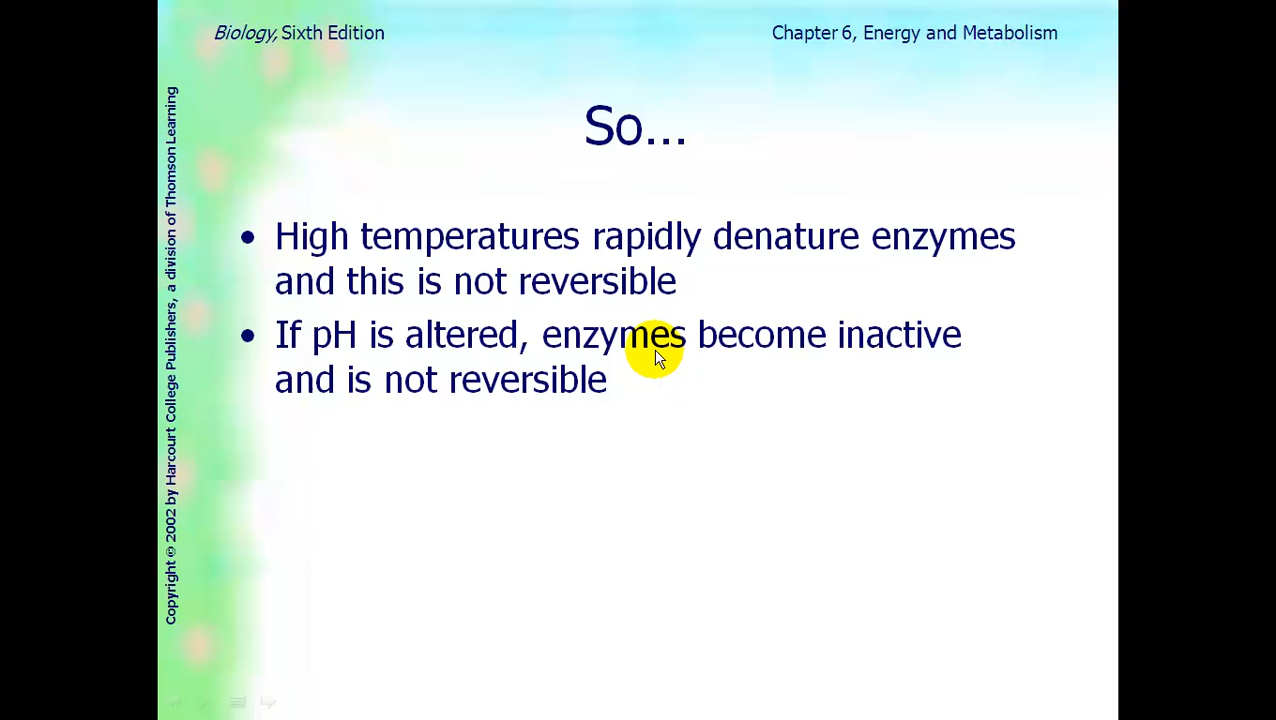 Biology, Sixth Edition
Chapter 6, Energy and Metabolism
Copyright © 2002 by Harcourt College Publishers, a division of Thomson Learning
So…
• High temperatures rapidly denature enzymes
and this is not reversible
• If pH is altered, enzymes become inactive
and is not reversible